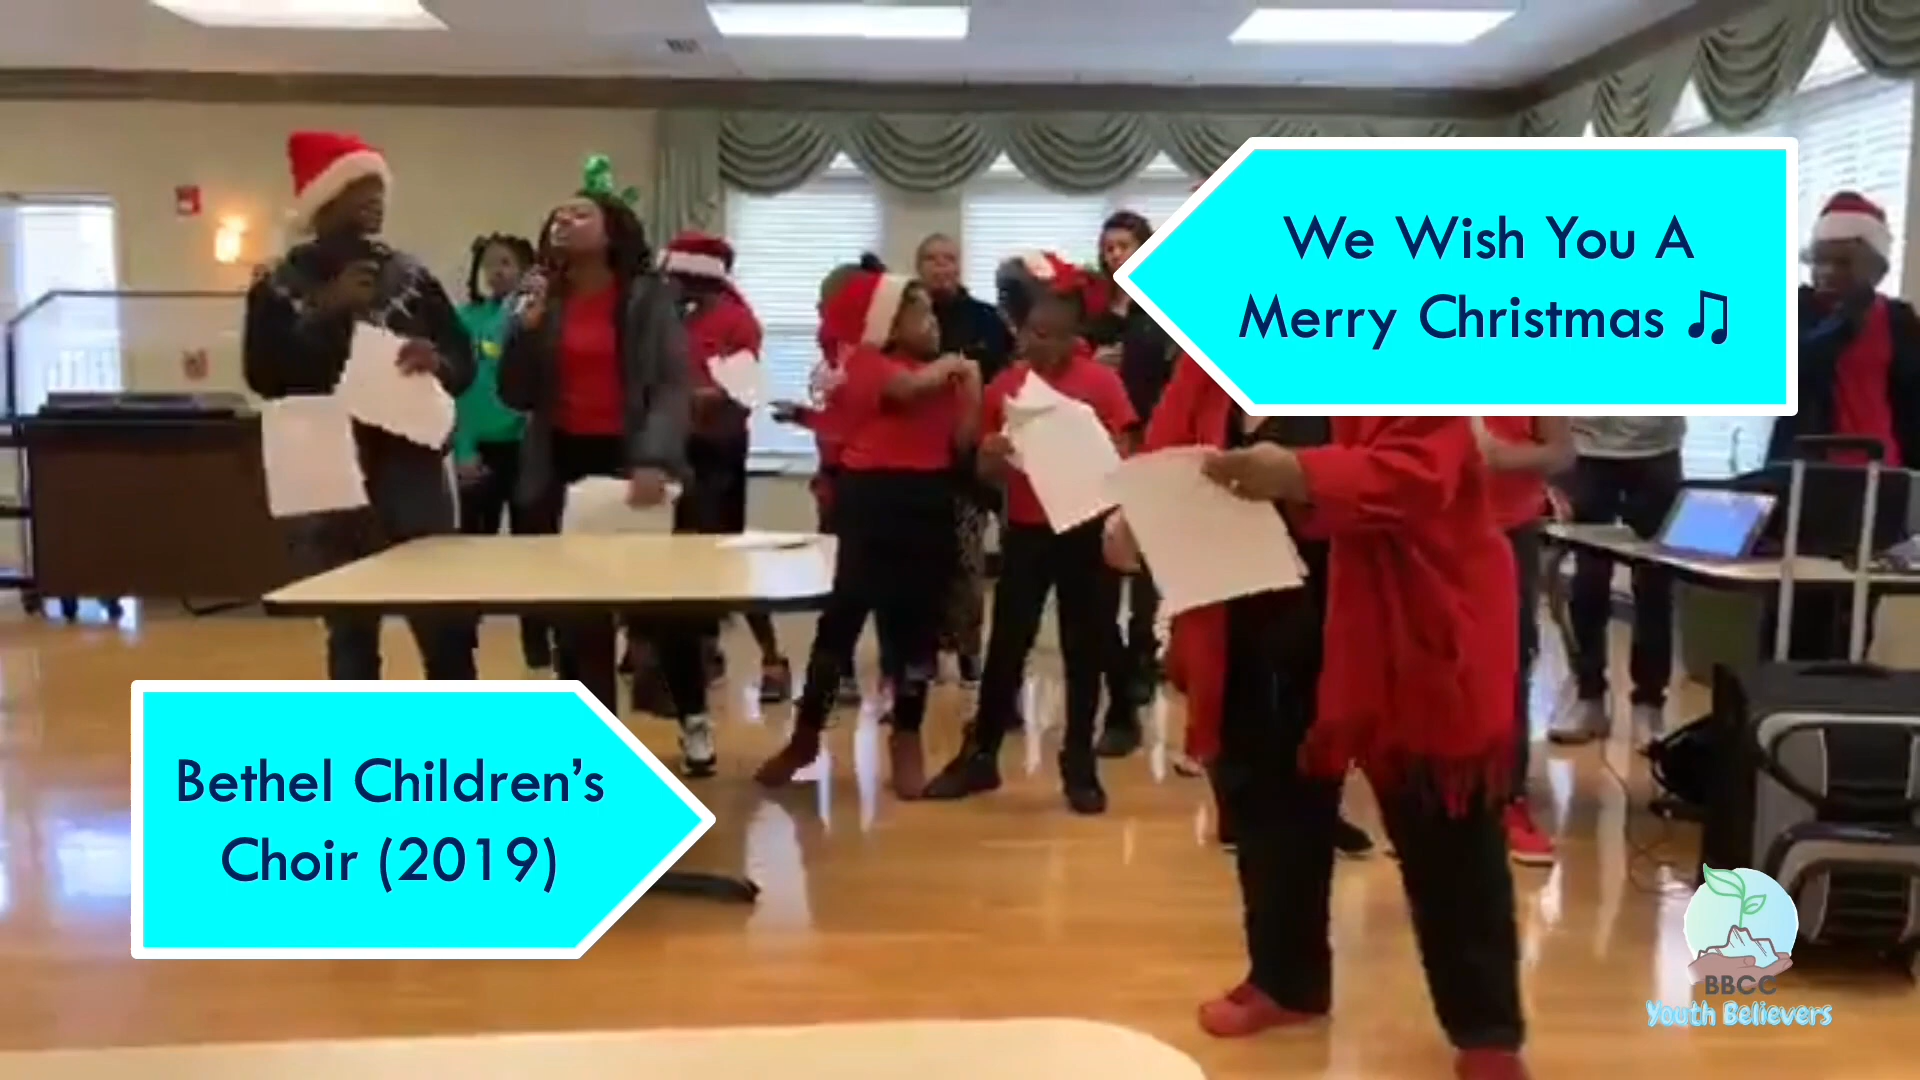 We Wish You A
Merry Christmas ♫
Bethel Children's
Choir (2019)
BBCC
Youth Believers